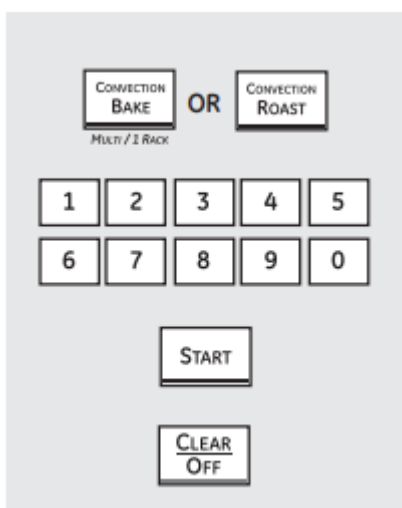 CONVECTION CONVECTION
BAKE OR ROAST
MULTI / 1 RACK
1 2 3 4 5
6 7 8 9 0
START
CLEAR
OFF